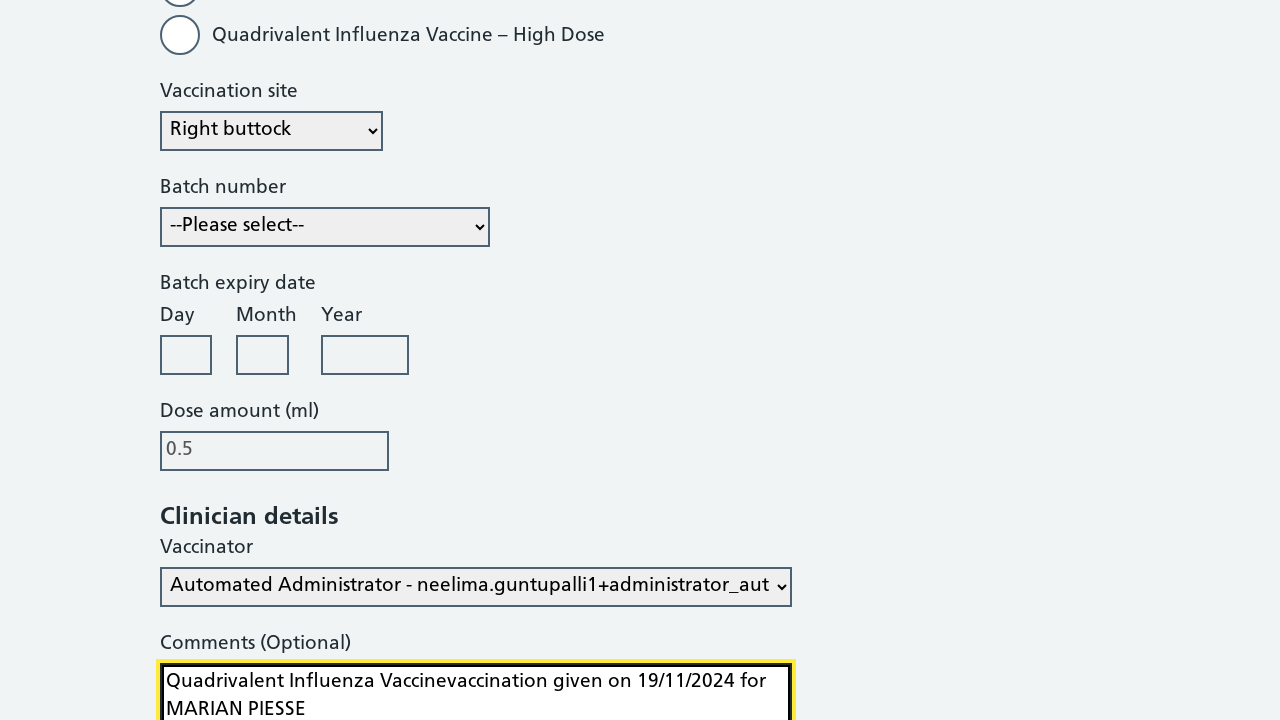 Quadrivalent Influenza Vaccine – High Dose
Vaccination site
Right buttock
Batch number
--Please select--
Batch expiry date
Day Month Year
Dose amount (ml)
0.5
Clinician details
Vaccinator
Automated Administrator - neelima.guntupalli1+administrator_aut
Comments (Optional)
Quadrivalent Influenza Vaccinevaccination given on 19/11/2024 for
MARIAN PIESSE